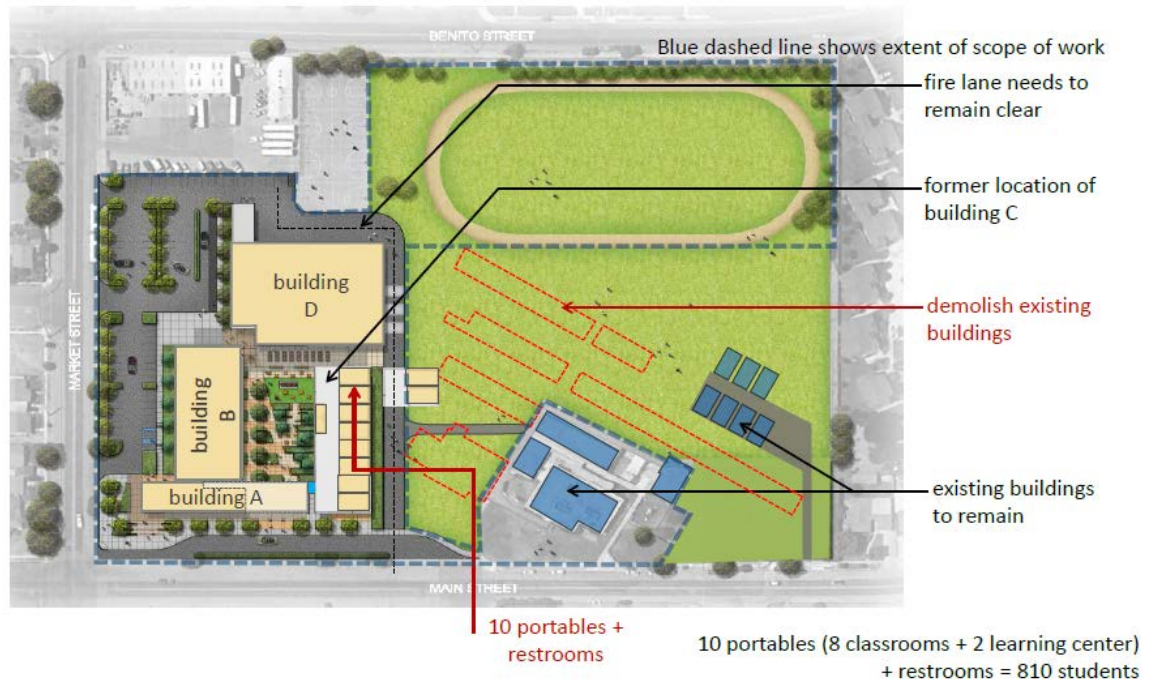 BENITO STREET
Blue dashed line shows extent of scope of work
fire lane needs to
remain clear
former location of
building C
building
D
demolish existing
buildings
MARKET STREET
building
B
building A
existing buildings
to remain
MAIN STREET
10 portables +
restrooms
10 portables (8 classrooms + 2 learning center)
+ restrooms = 810 students